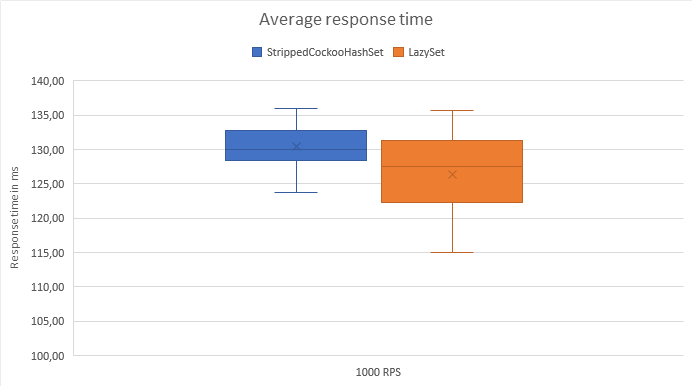 Average response time
StrippedCockooHashSet LazySet
Response time in ms
140,00
135,00
130,00
125,00
120,00
115,00
110,00
105,00
100,00
1000 RPS